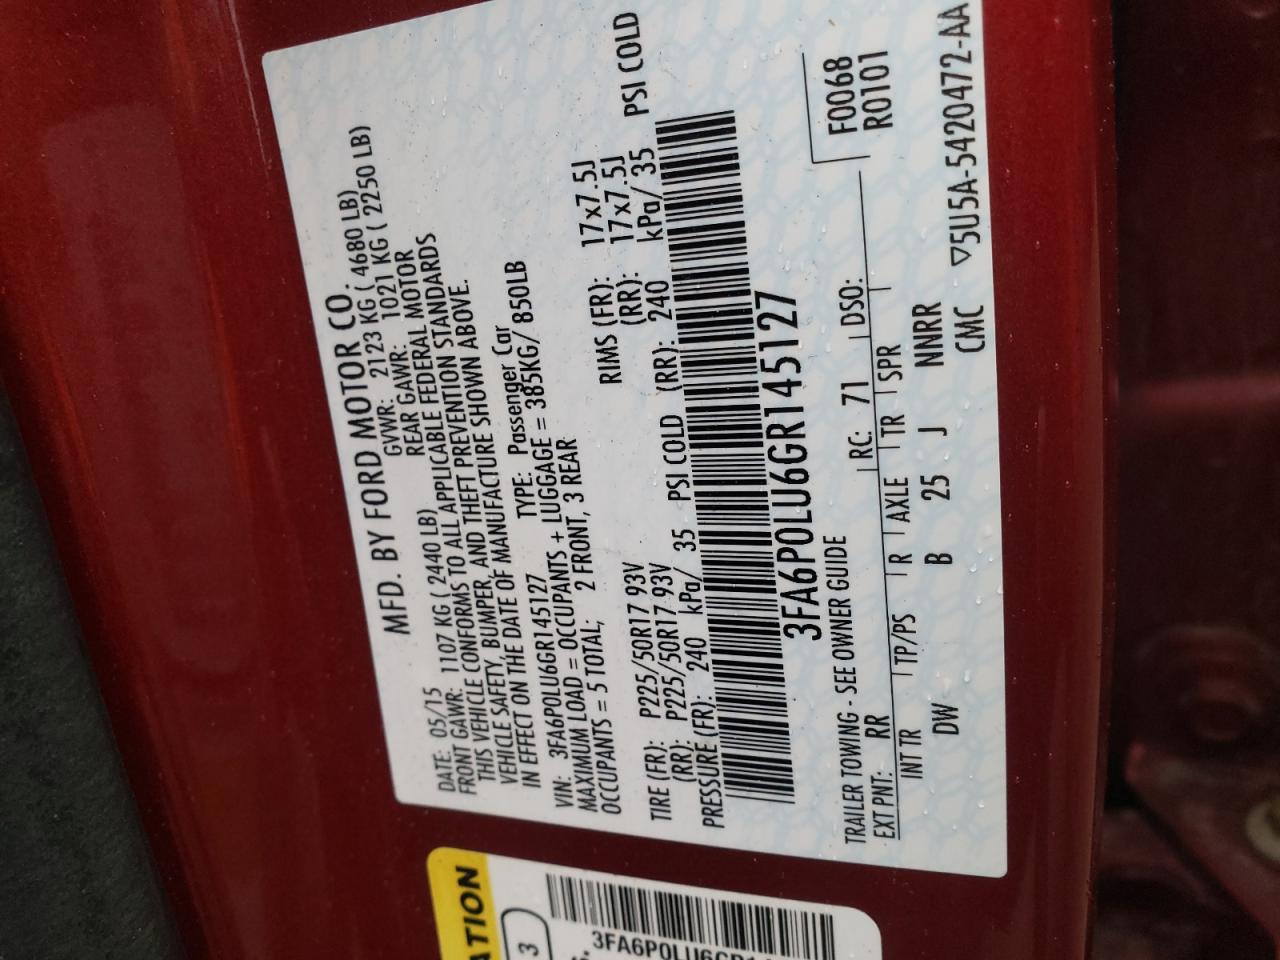 MFD. BY FORD MOTOR CO.
DATE: 05/15 GVWR: 2123 KG ( 4680 LB)
FRONT GAWR: 1107 KG ( 2440 LB) REAR GAWR: 1021 KG ( 2250 LB)
THIS VEHICLE CONFORMS TO ALL APPLICABLE FEDERAL MOTOR
VEHICLE SAFETY, BUMPER, AND THEFT PREVENTION STANDARDS
IN EFFECT ON THE DATE OF MANUFACTURE SHOWN ABOVE.
VIN: 3FA6P0LU6GR145127 TYPE: Passenger Car
MAXIMUM LOAD = OCCUPANTS + LUGGAGE = 385KG/ 850LB
OCCUPANTS = 5 TOTAL, 2 FRONT, 3 REAR
TIRE (FR): P225/50R17 93V RIMS (FR): 17x7.5J
(RR): P225/50R17 93V (RR): 17x7.5J
PRESSURE (FR): 240 kPa/ 35 PSI COLD (RR): 240 kPa/ 35 PSI COLD
3FA6P0LU6GR145127
TRAILER TOWING - SEE OWNER GUIDE F0068
R0101
EXT PNT: RR RC: 71 DSO:
INT TR TP/PS R AXLE TR SPR
DW B 25 J NNRR
CMC ▽5U5A-5420472-AA
ATION
3